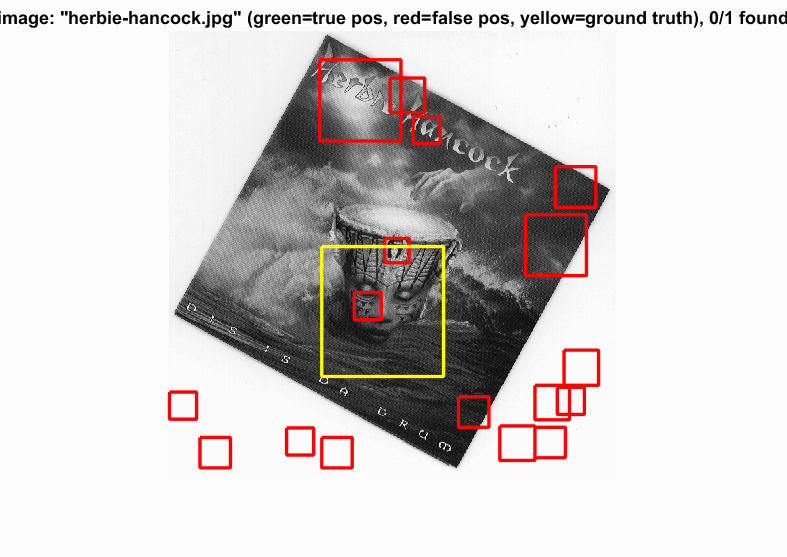 image: "herbie-hancock.jpg" (green=true pos, red=false pos, yellow=ground truth), 0/1 found
Herbie Hancock
DIS IS DA DRUM